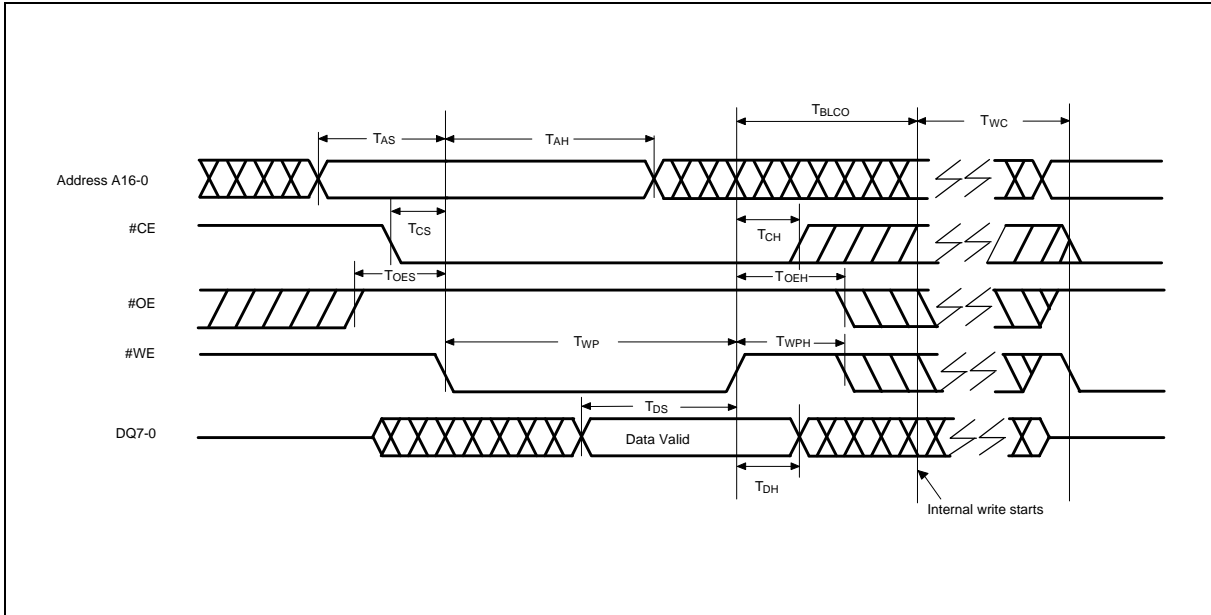 TBLCO
TWC
TAS
TAH
Address A16-0
TCS
TCH
#CE
TOES
TOEH
#OE
TWP
TWPH
#WE
TDS
DQ7-0
Data Valid
TDH
Internal write starts